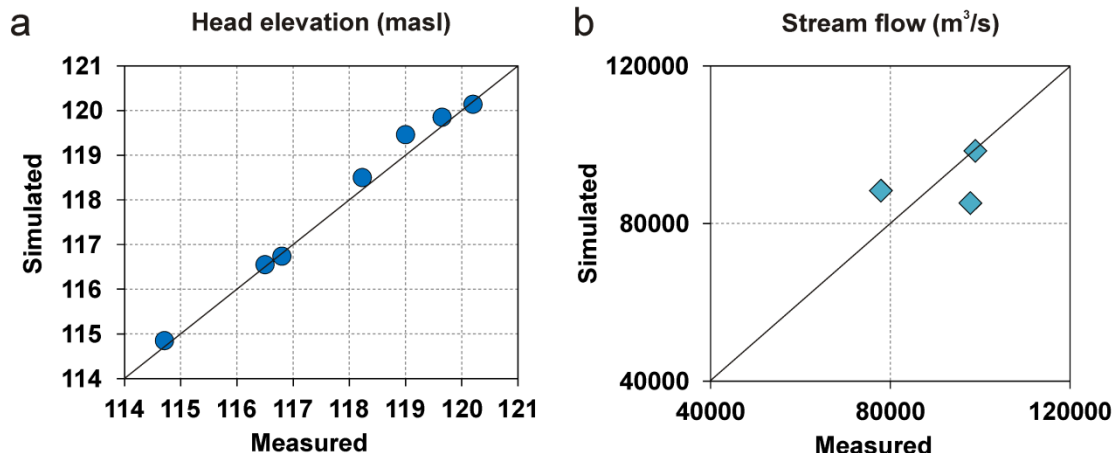 a
Head elevation (masl)
121
120
119
118
117
116
115
114
Simulated
114 115 116 117 118 119 120 121
Measured
b
Stream flow (m³/s)
120000
80000
40000
Simulated
40000 80000 120000
Measured